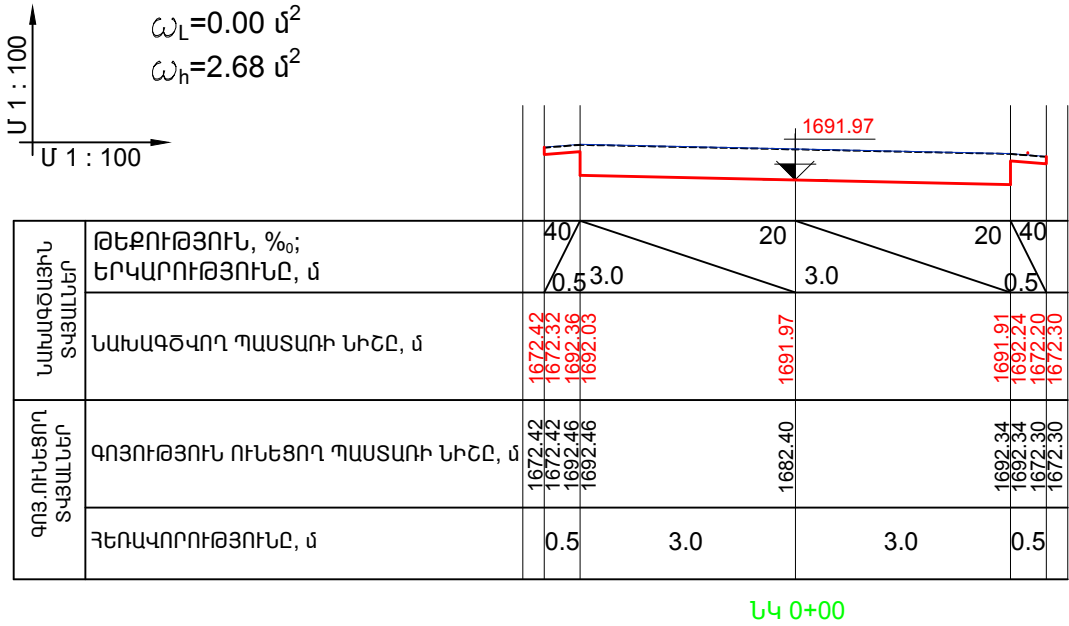 ω_L=0.00 մ²
ω_h=2.68 մ²
Մ 1 : 100
Մ 1 : 100
1691.97
ՆԱԽԱԳԾԱՅԻՆ
ՏՎՅԱԼՆԵՐ
ԹԵՔՈՒԹՅՈՒՆ, ‰;
ԵՐԿԱՐՈՒԹՅՈՒՆԸ, մ
40 20 20 40
0.5 3.0 3.0 0.5
ՆԱԽԱԳԾՎՈՂ ՊԱՍՏԱՌԻ ՆԻՇԸ, մ
1672.42
1672.32
1692.36
1692.03
1691.97
1691.91
1692.24
1672.20
1672.30
ԳՈՅ.ՈՒՆԵՑՈՂ
ՏՎՅԱԼՆԵՐ
ԳՈՅՈՒԹՅՈՒՆ ՈՒՆԵՑՈՂ ՊԱՍՏԱՌԻ ՆԻՇԸ, մ
1672.42
1672.42
1692.46
1692.46
1682.40
1692.34
1692.34
1672.30
1672.30
ՀԵՌԱՎՈՐՈՒԹՅՈՒՆԸ, մ
0.5 3.0 3.0 0.5
ՆԿ 0+00